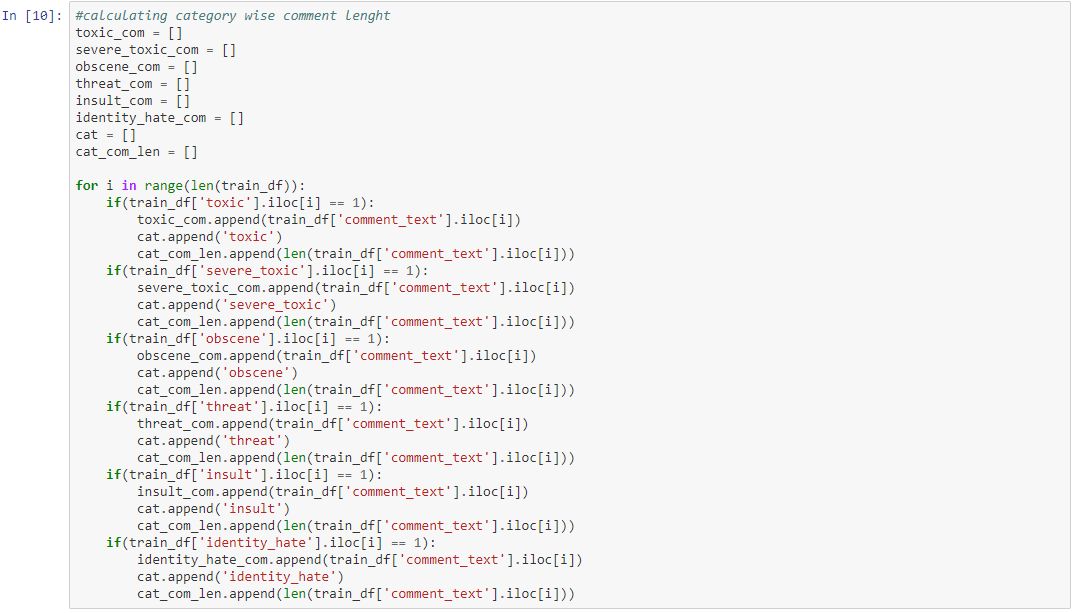 In [10]: #calculating category wise comment lenght
toxic_com = []
severe_toxic_com = []
obscene_com = []
threat_com = []
insult_com = []
identity_hate_com = []
cat = []
cat_com_len = []

for i in range(len(train_df)):
    if(train_df['toxic'].iloc[i] == 1):
        toxic_com.append(train_df['comment_text'].iloc[i])
        cat.append('toxic')
        cat_com_len.append(len(train_df['comment_text'].iloc[i]))
    if(train_df['severe_toxic'].iloc[i] == 1):
        severe_toxic_com.append(train_df['comment_text'].iloc[i])
        cat.append('severe_toxic')
        cat_com_len.append(len(train_df['comment_text'].iloc[i]))
    if(train_df['obscene'].iloc[i] == 1):
        obscene_com.append(train_df['comment_text'].iloc[i])
        cat.append('obscene')
        cat_com_len.append(len(train_df['comment_text'].iloc[i]))
    if(train_df['threat'].iloc[i] == 1):
        threat_com.append(train_df['comment_text'].iloc[i])
        cat.append('threat')
        cat_com_len.append(len(train_df['comment_text'].iloc[i]))
    if(train_df['insult'].iloc[i] == 1):
        insult_com.append(train_df['comment_text'].iloc[i])
        cat.append('insult')
        cat_com_len.append(len(train_df['comment_text'].iloc[i]))
    if(train_df['identity_hate'].iloc[i] == 1):
        identity_hate_com.append(train_df['comment_text'].iloc[i])
        cat.append('identity_hate')
        cat_com_len.append(len(train_df['comment_text'].iloc[i]))